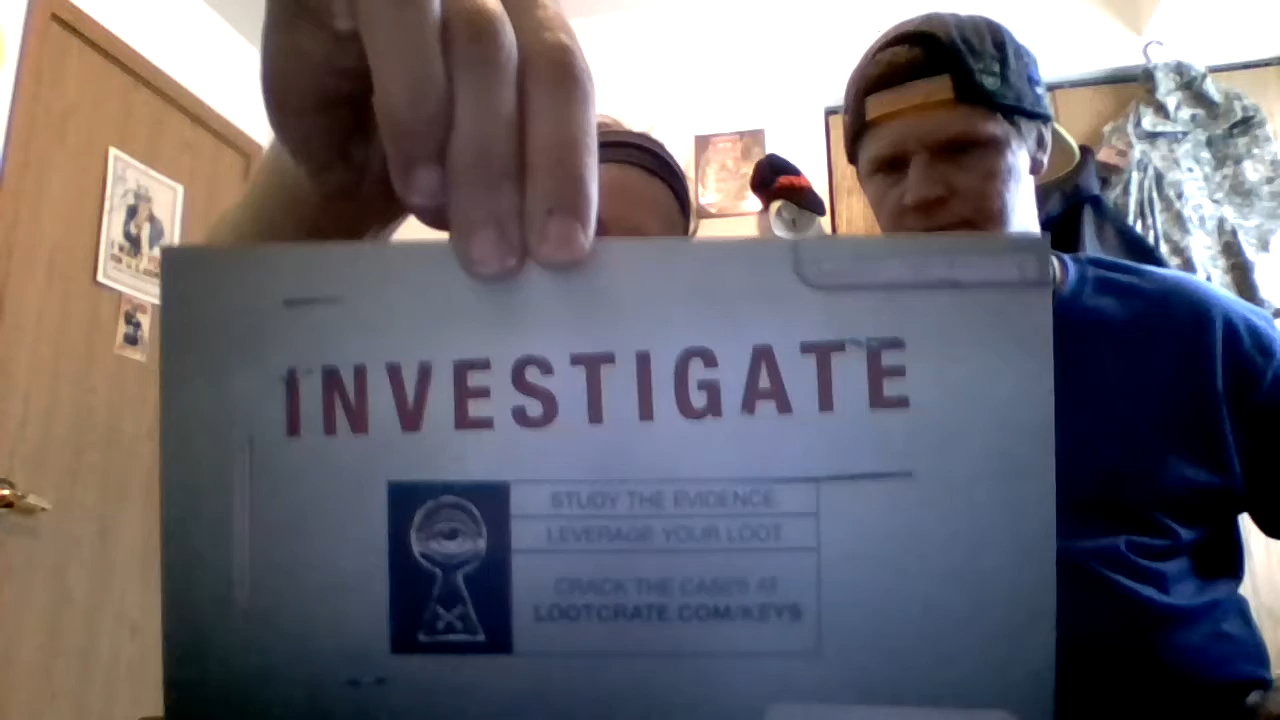 INVESTIGATE
STUDY THE EVIDENCE
LEVERAGE YOUR LOOT
CRACK THE CASES AT
LOOTCRATE.COM/KEYS